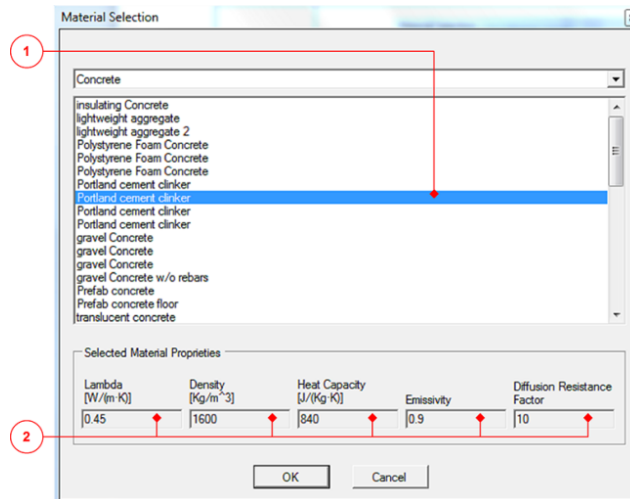 Material Selection
1
Concrete
insulating Concrete
lightweight aggregate
lightweight aggregate 2
Polystyrene Foam Concrete
Polystyrene Foam Concrete
Polystyrene Foam Concrete
Portland cement clinker
Portland cement clinker
Portland cement clinker
Portland cement clinker
gravel Concrete
gravel Concrete
gravel Concrete
gravel Concrete w/o rebars
Prefab concrete
Prefab concrete floor
translucent concrete
Selected Material Proprieties
Lambda [W/(m·K)]
Density [Kg/m^3]
Heat Capacity [J/(Kg·K)]
Emissivity
Diffusion Resistance Factor
0.45
1600
840
0.9
10
2
OK
Cancel